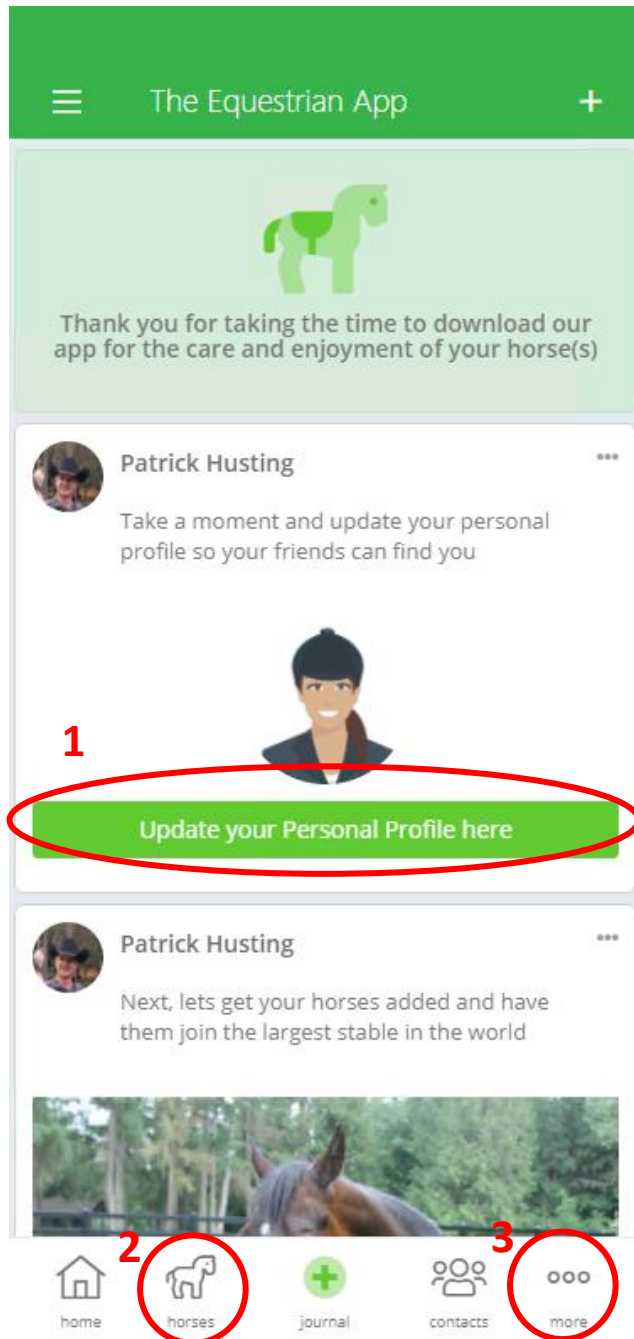 The Equestrian App
Thank you for taking the time to download our
app for the care and enjoyment of your horse(s)
Patrick Husting
Take a moment and update your personal
profile so your friends can find you
1
Update your Personal Profile here
Patrick Husting
Next, lets get your horses added and have
them join the largest stable in the world
2 3
home horses journal contacts more